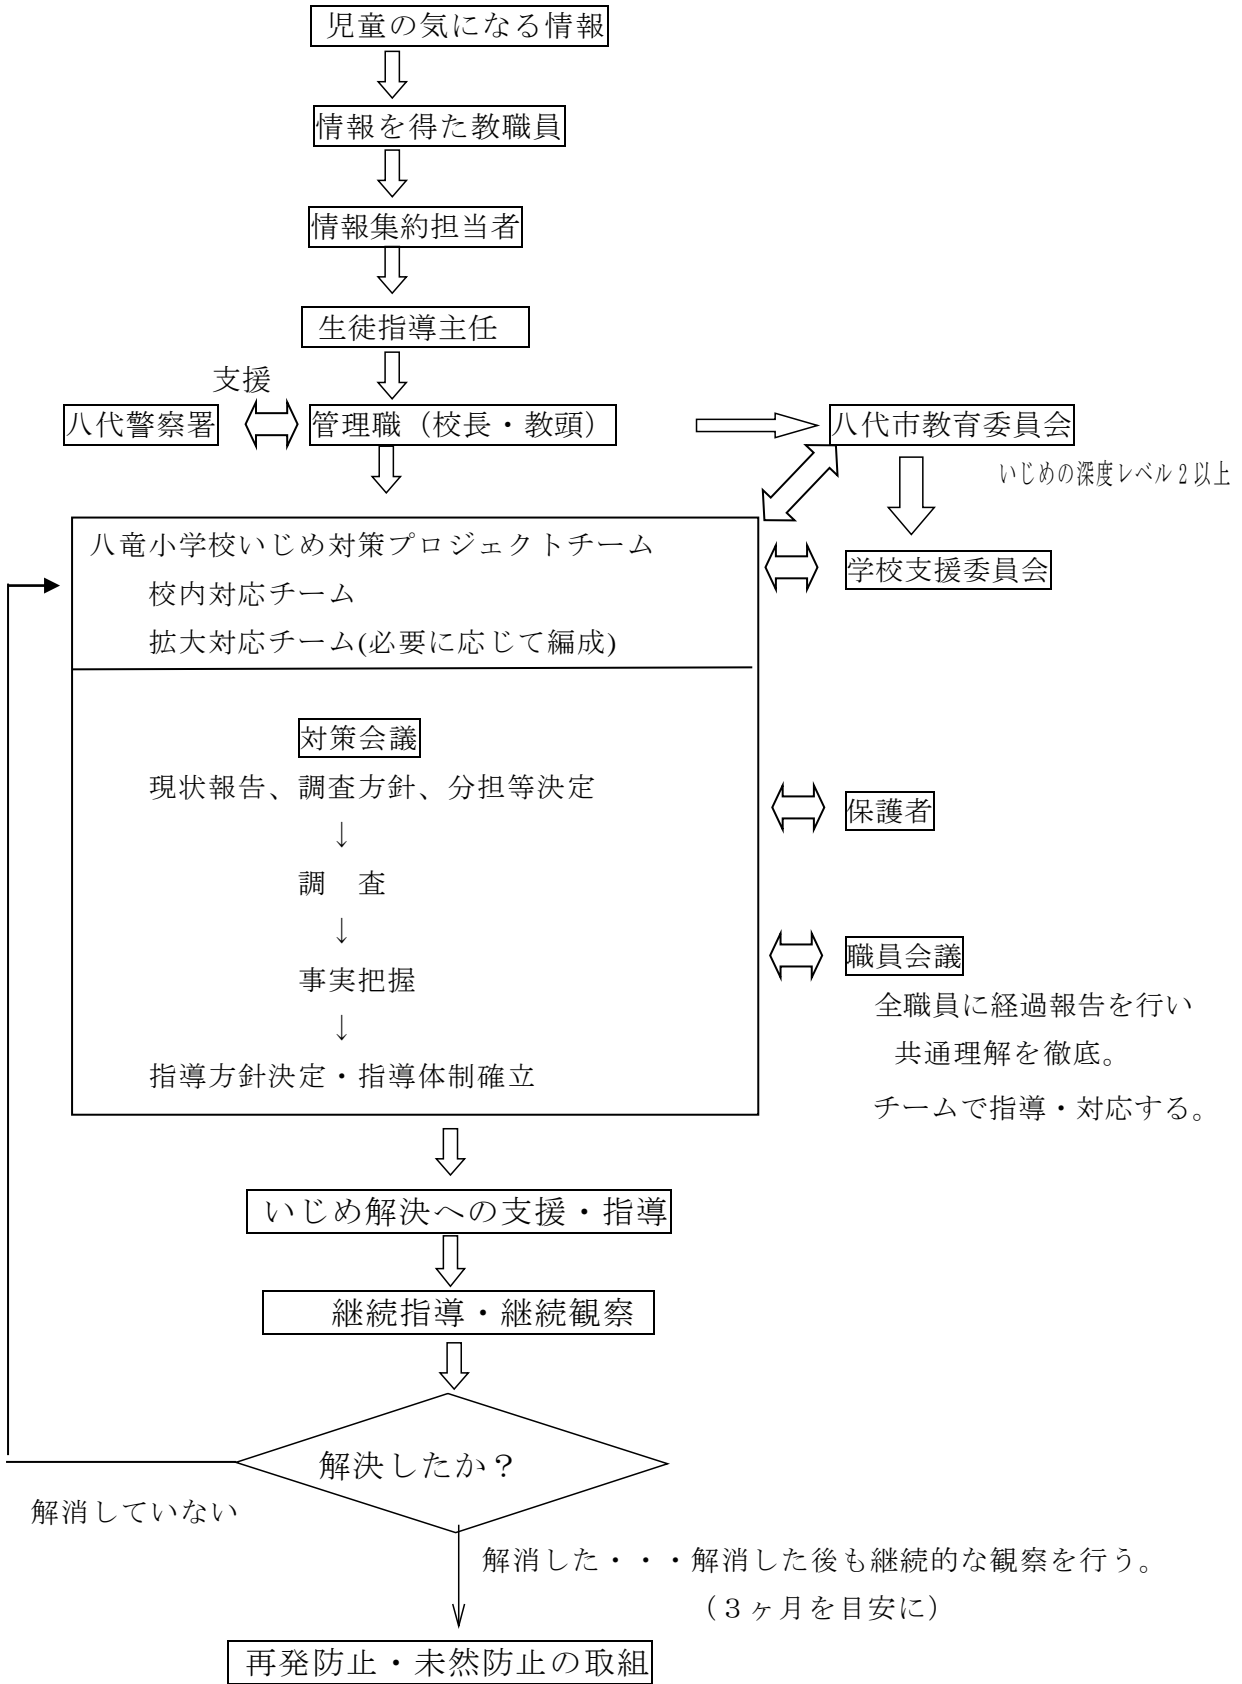 児童の気になる情報
情報を得た教職員
情報集約担当者
生徒指導主任
支援
八代警察署
管理職（校長・教頭）
八代市教育委員会
いじめの深度レベル２以上
八竜小学校いじめ対策プロジェクトチーム
校内対応チーム
拡大対応チーム(必要に応じて編成)
学校支援委員会
対策会議
現状報告、調査方針、分担等決定
↓
調　査
↓
事実把握
↓
指導方針決定・指導体制確立
保護者
職員会議
全職員に経過報告を行い
共通理解を徹底。
チームで指導・対応する。
いじめ解決への支援・指導
継続指導・継続観察
解決したか？
解消していない
解消した・・・解消した後も継続的な観察を行う。
（３ヶ月を目安に）
再発防止・未然防止の取組